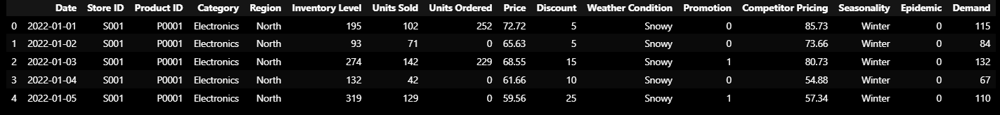 Date Store ID Product ID Category Region Inventory Level Units Sold Units Ordered Price Discount Weather Condition Promotion Competitor Pricing Seasonality Epidemic Demand
0 2022-01-01 S001 P0001 Electronics North 195 102 252 72.72 5 Snowy 0 85.73 Winter 0 115
1 2022-01-02 S001 P0001 Electronics North 93 71 0 65.63 5 Snowy 0 73.66 Winter 0 84
2 2022-01-03 S001 P0001 Electronics North 274 142 229 68.55 15 Snowy 1 80.73 Winter 0 132
3 2022-01-04 S001 P0001 Electronics North 132 42 0 61.66 10 Snowy 0 54.88 Winter 0 67
4 2022-01-05 S001 P0001 Electronics North 319 129 0 59.56 25 Snowy 1 57.34 Winter 0 110